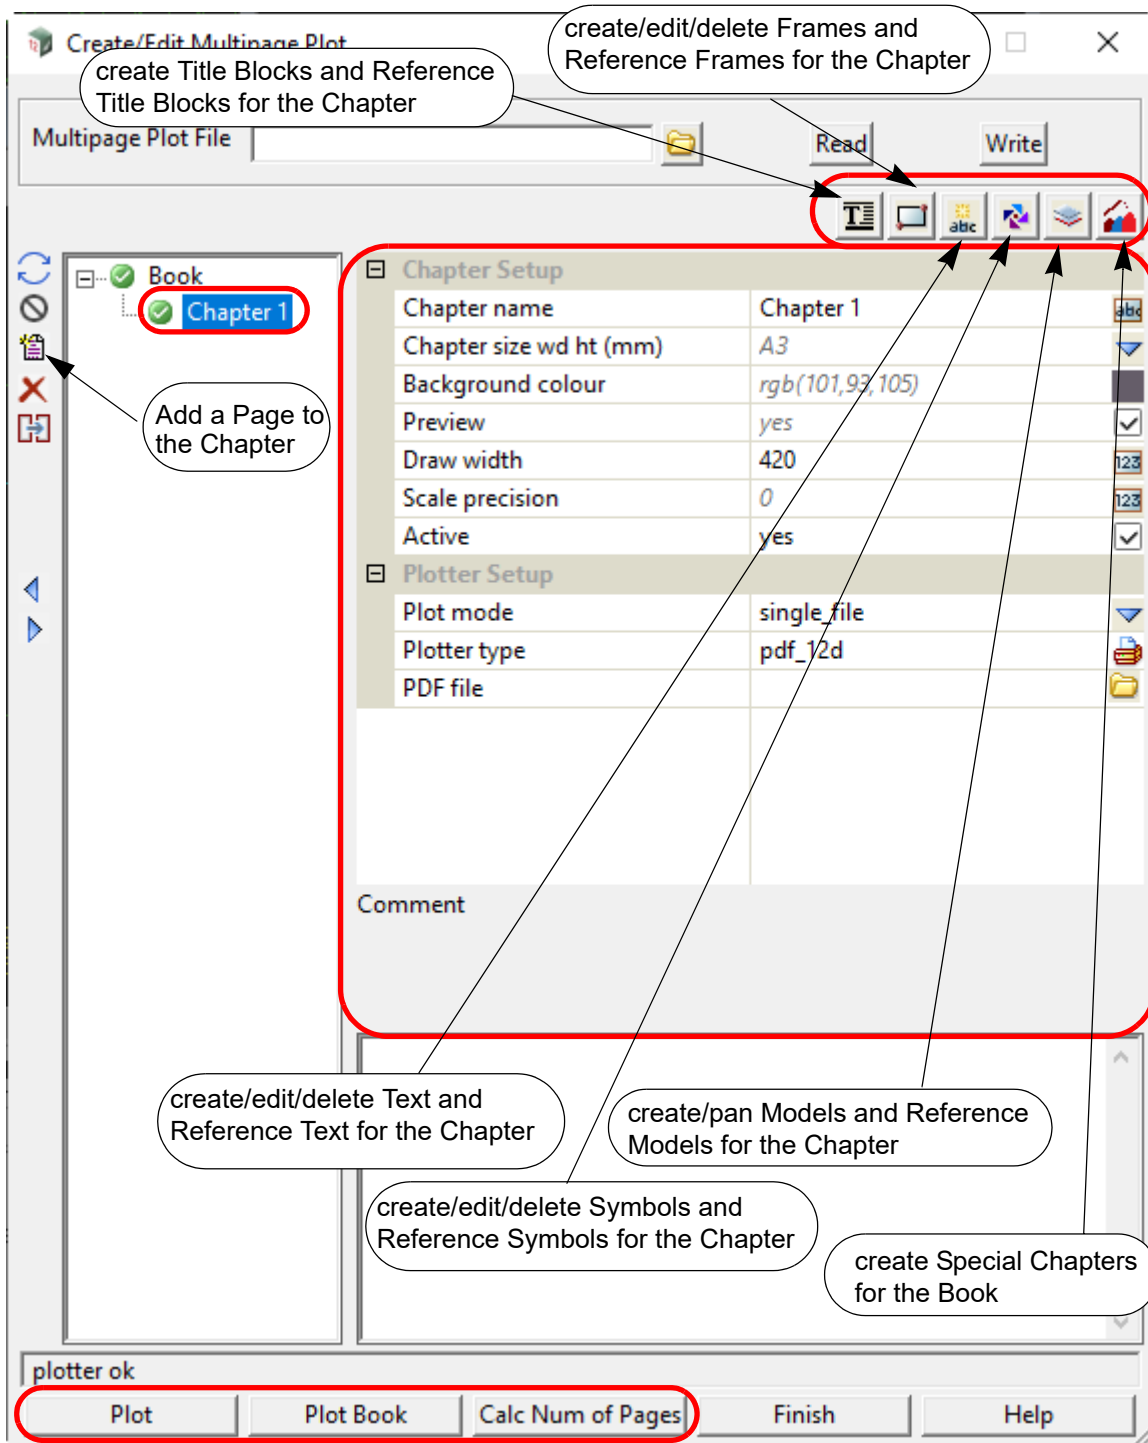 Create/Edit Multipage Plot
create/edit/delete Frames and
Reference Frames for the Chapter
create Title Blocks and Reference
Title Blocks for the Chapter
Multipage Plot File
Read
Write
T
abc
Book
Chapter 1
Add a Page to
the Chapter
Chapter Setup
Chapter name Chapter 1 abc
Chapter size wd ht (mm) A3
Background colour rgb(101,93,105)
Preview yes
Draw width 420 123
Scale precision 0 123
Active yes
Plotter Setup
Plot mode single_file
Plotter type pdf_12d
PDF file
Comment
create/edit/delete Text and
Reference Text for the Chapter
create/pan Models and Reference
Models for the Chapter
create/edit/delete Symbols and
Reference Symbols for the Chapter
create Special Chapters
for the Book
plotter ok
Plot
Plot Book
Calc Num of Pages
Finish
Help